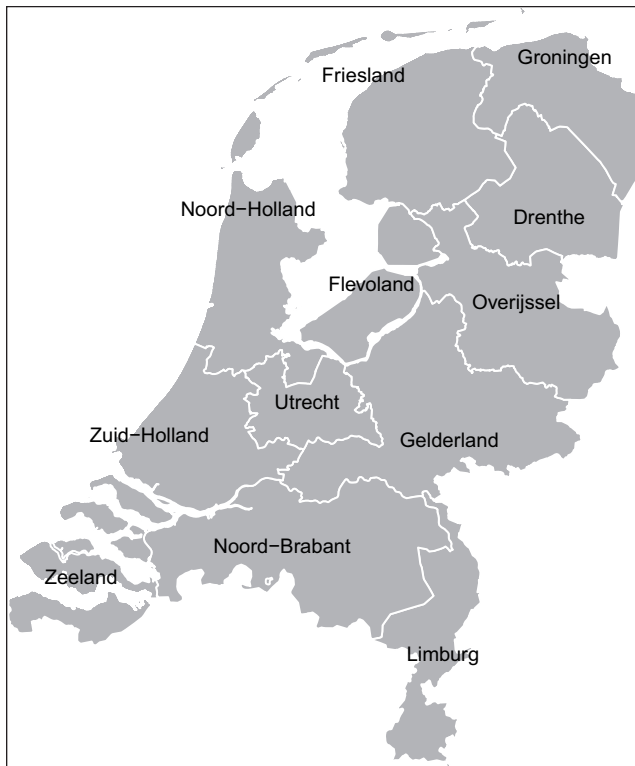 Groningen
Friesland
Noord−Holland
Drenthe
Flevoland
Overijssel
Utrecht
Zuid−Holland
Gelderland
Noord−Brabant
Zeeland
Limburg